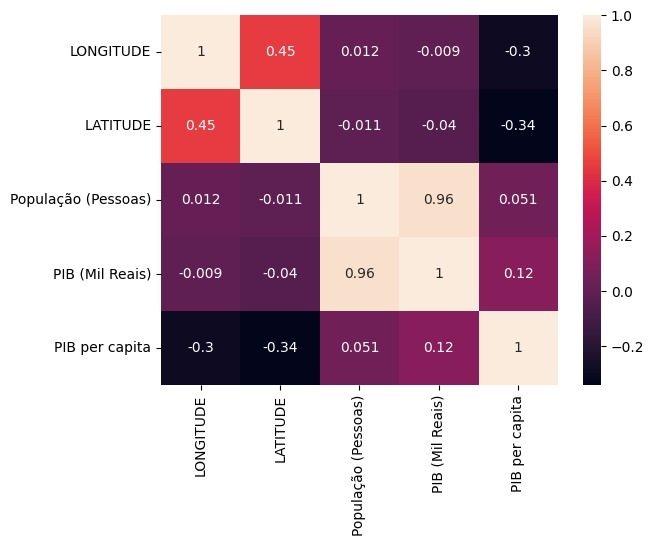 LONGITUDE 1 0.45 0.012 -0.009 -0.3
LATITUDE 0.45 1 -0.011 -0.04 -0.34
População (Pessoas) 0.012 -0.011 1 0.96 0.051
PIB (Mil Reais) -0.009 -0.04 0.96 1 0.12
PIB per capita -0.3 -0.34 0.051 0.12 1
LONGITUDE
LATITUDE
População (Pessoas)
PIB (Mil Reais)
PIB per capita
1.0
0.8
0.6
0.4
0.2
0.0
−0.2